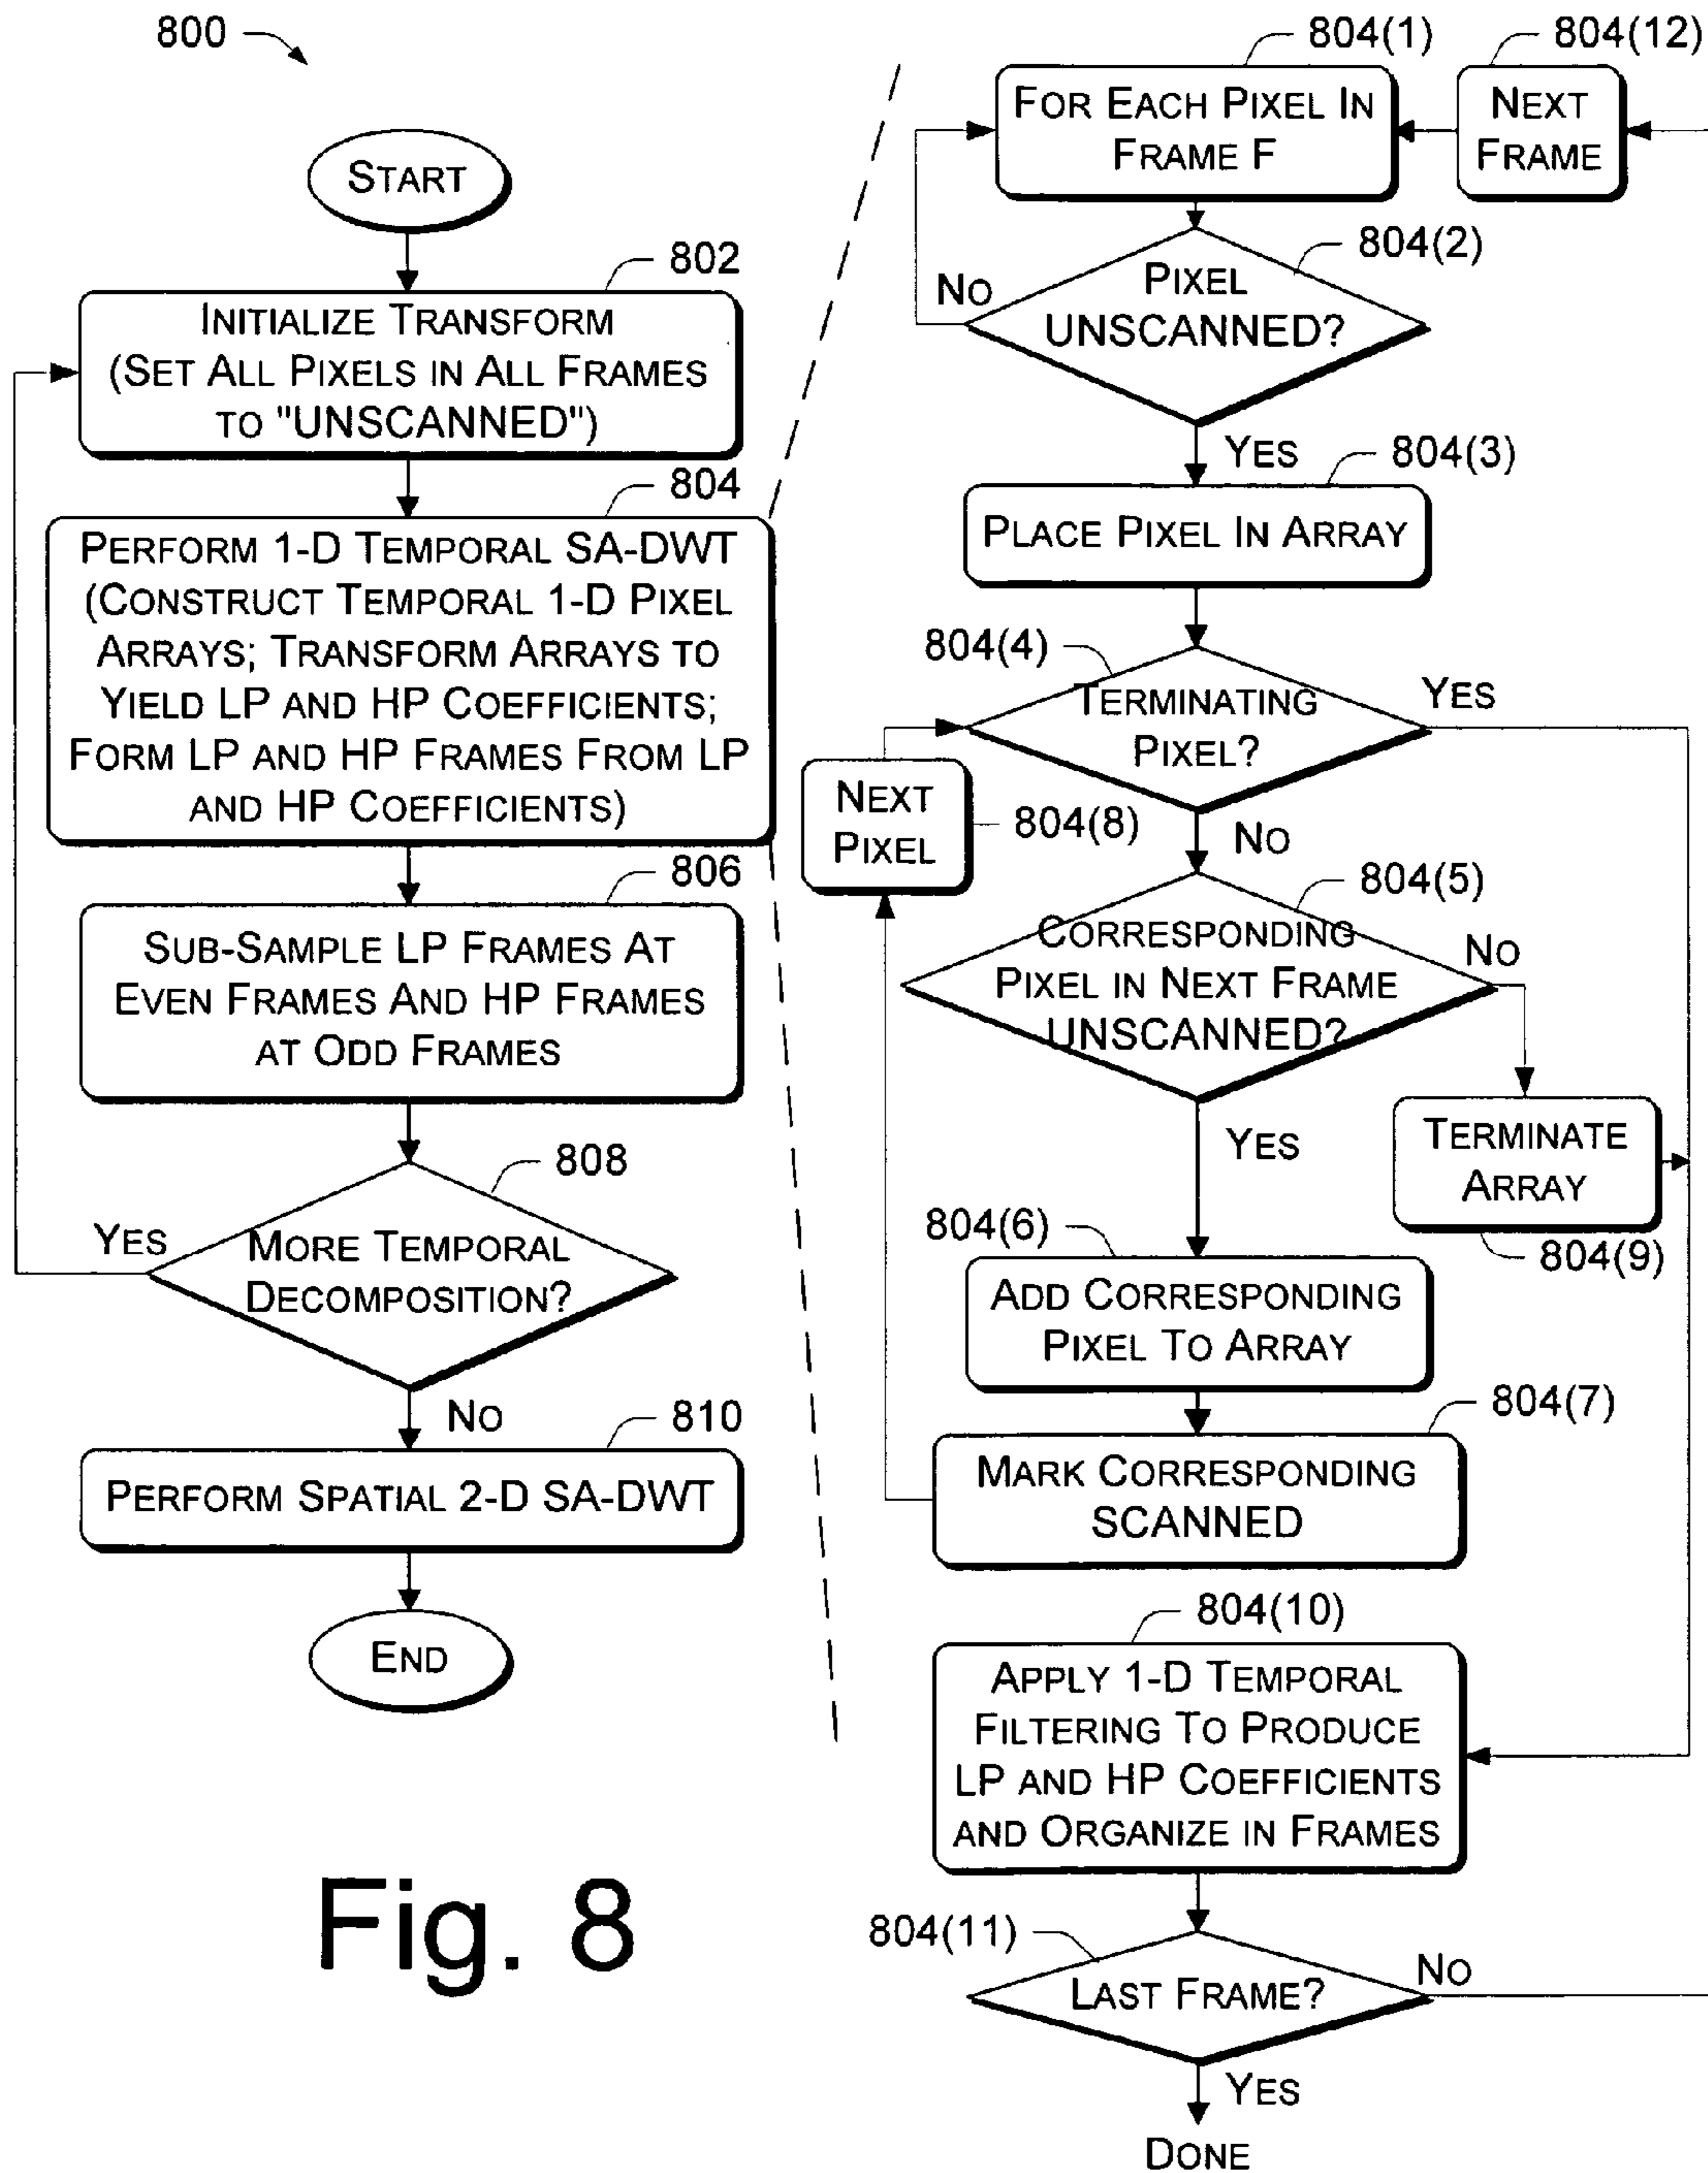 800
START
802
INITIALIZE TRANSFORM
(SET ALL PIXELS IN ALL FRAMES
TO "UNSCANNED")
804
PERFORM 1-D TEMPORAL SA-DWT
(CONSTRUCT TEMPORAL 1-D PIXEL
ARRAYS; TRANSFORM ARRAYS TO
YIELD LP AND HP COEFFICIENTS;
FORM LP AND HP FRAMES FROM LP
AND HP COEFFICIENTS)
806
SUB-SAMPLE LP FRAMES AT
EVEN FRAMES AND HP FRAMES
AT ODD FRAMES
808
YES
MORE TEMPORAL
DECOMPOSITION?
NO
810
PERFORM SPATIAL 2-D SA-DWT
END
Fig. 8
804(1)
FOR EACH PIXEL IN
FRAME F
804(12)
NEXT
FRAME
804(2)
NO
PIXEL
UNSCANNED?
YES
804(3)
PLACE PIXEL IN ARRAY
804(4)
TERMINATING
PIXEL?
YES
NEXT
PIXEL
804(8)
NO
804(5)
CORRESPONDING
PIXEL IN NEXT FRAME
UNSCANNED?
NO
YES
TERMINATE
ARRAY
804(9)
804(6)
ADD CORRESPONDING
PIXEL TO ARRAY
804(7)
MARK CORRESPONDING
SCANNED
804(10)
APPLY 1-D TEMPORAL
FILTERING TO PRODUCE
LP AND HP COEFFICIENTS
AND ORGANIZE IN FRAMES
804(11)
LAST FRAME?
NO
YES
DONE